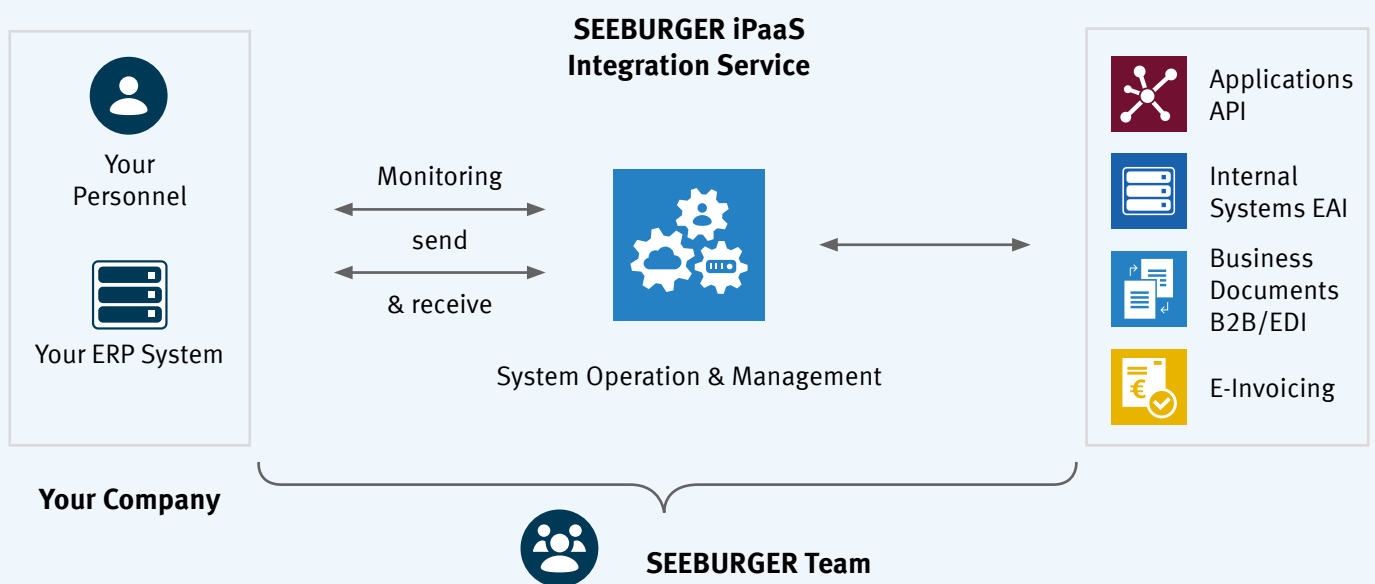 SEEBURGER iPaaS
Integration Service
Your
Personnel
Your ERP System
Your Company
Monitoring
send
& receive
System Operation & Management
Applications
API
Internal
Systems EAI
Business
Documents
B2B/EDI
€
E-Invoicing
SEEBURGER Team